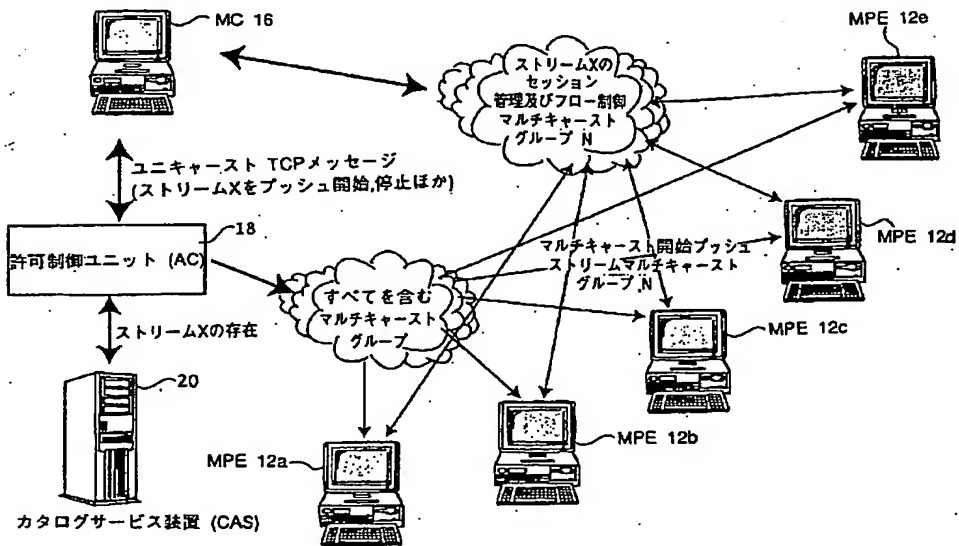 MC 16
ユニキャースト TCPメッセージ
(ストリームXをプッシュ開始,停止ほか)
18
許可制御ユニット (AC)
ストリームXの存在
20
カタログサービス装置 (CAS)
ストリームXの
セッション
管理及びフロー制御
マルチキャースト
グループ N
すべてを含む
マルチキャースト
グループ
マルチキャースト開始プッシュ
ストリームマルチキャースト
グループ N
MPE 12e
MPE 12d
MPE 12c
MPE 12b
MPE 12a